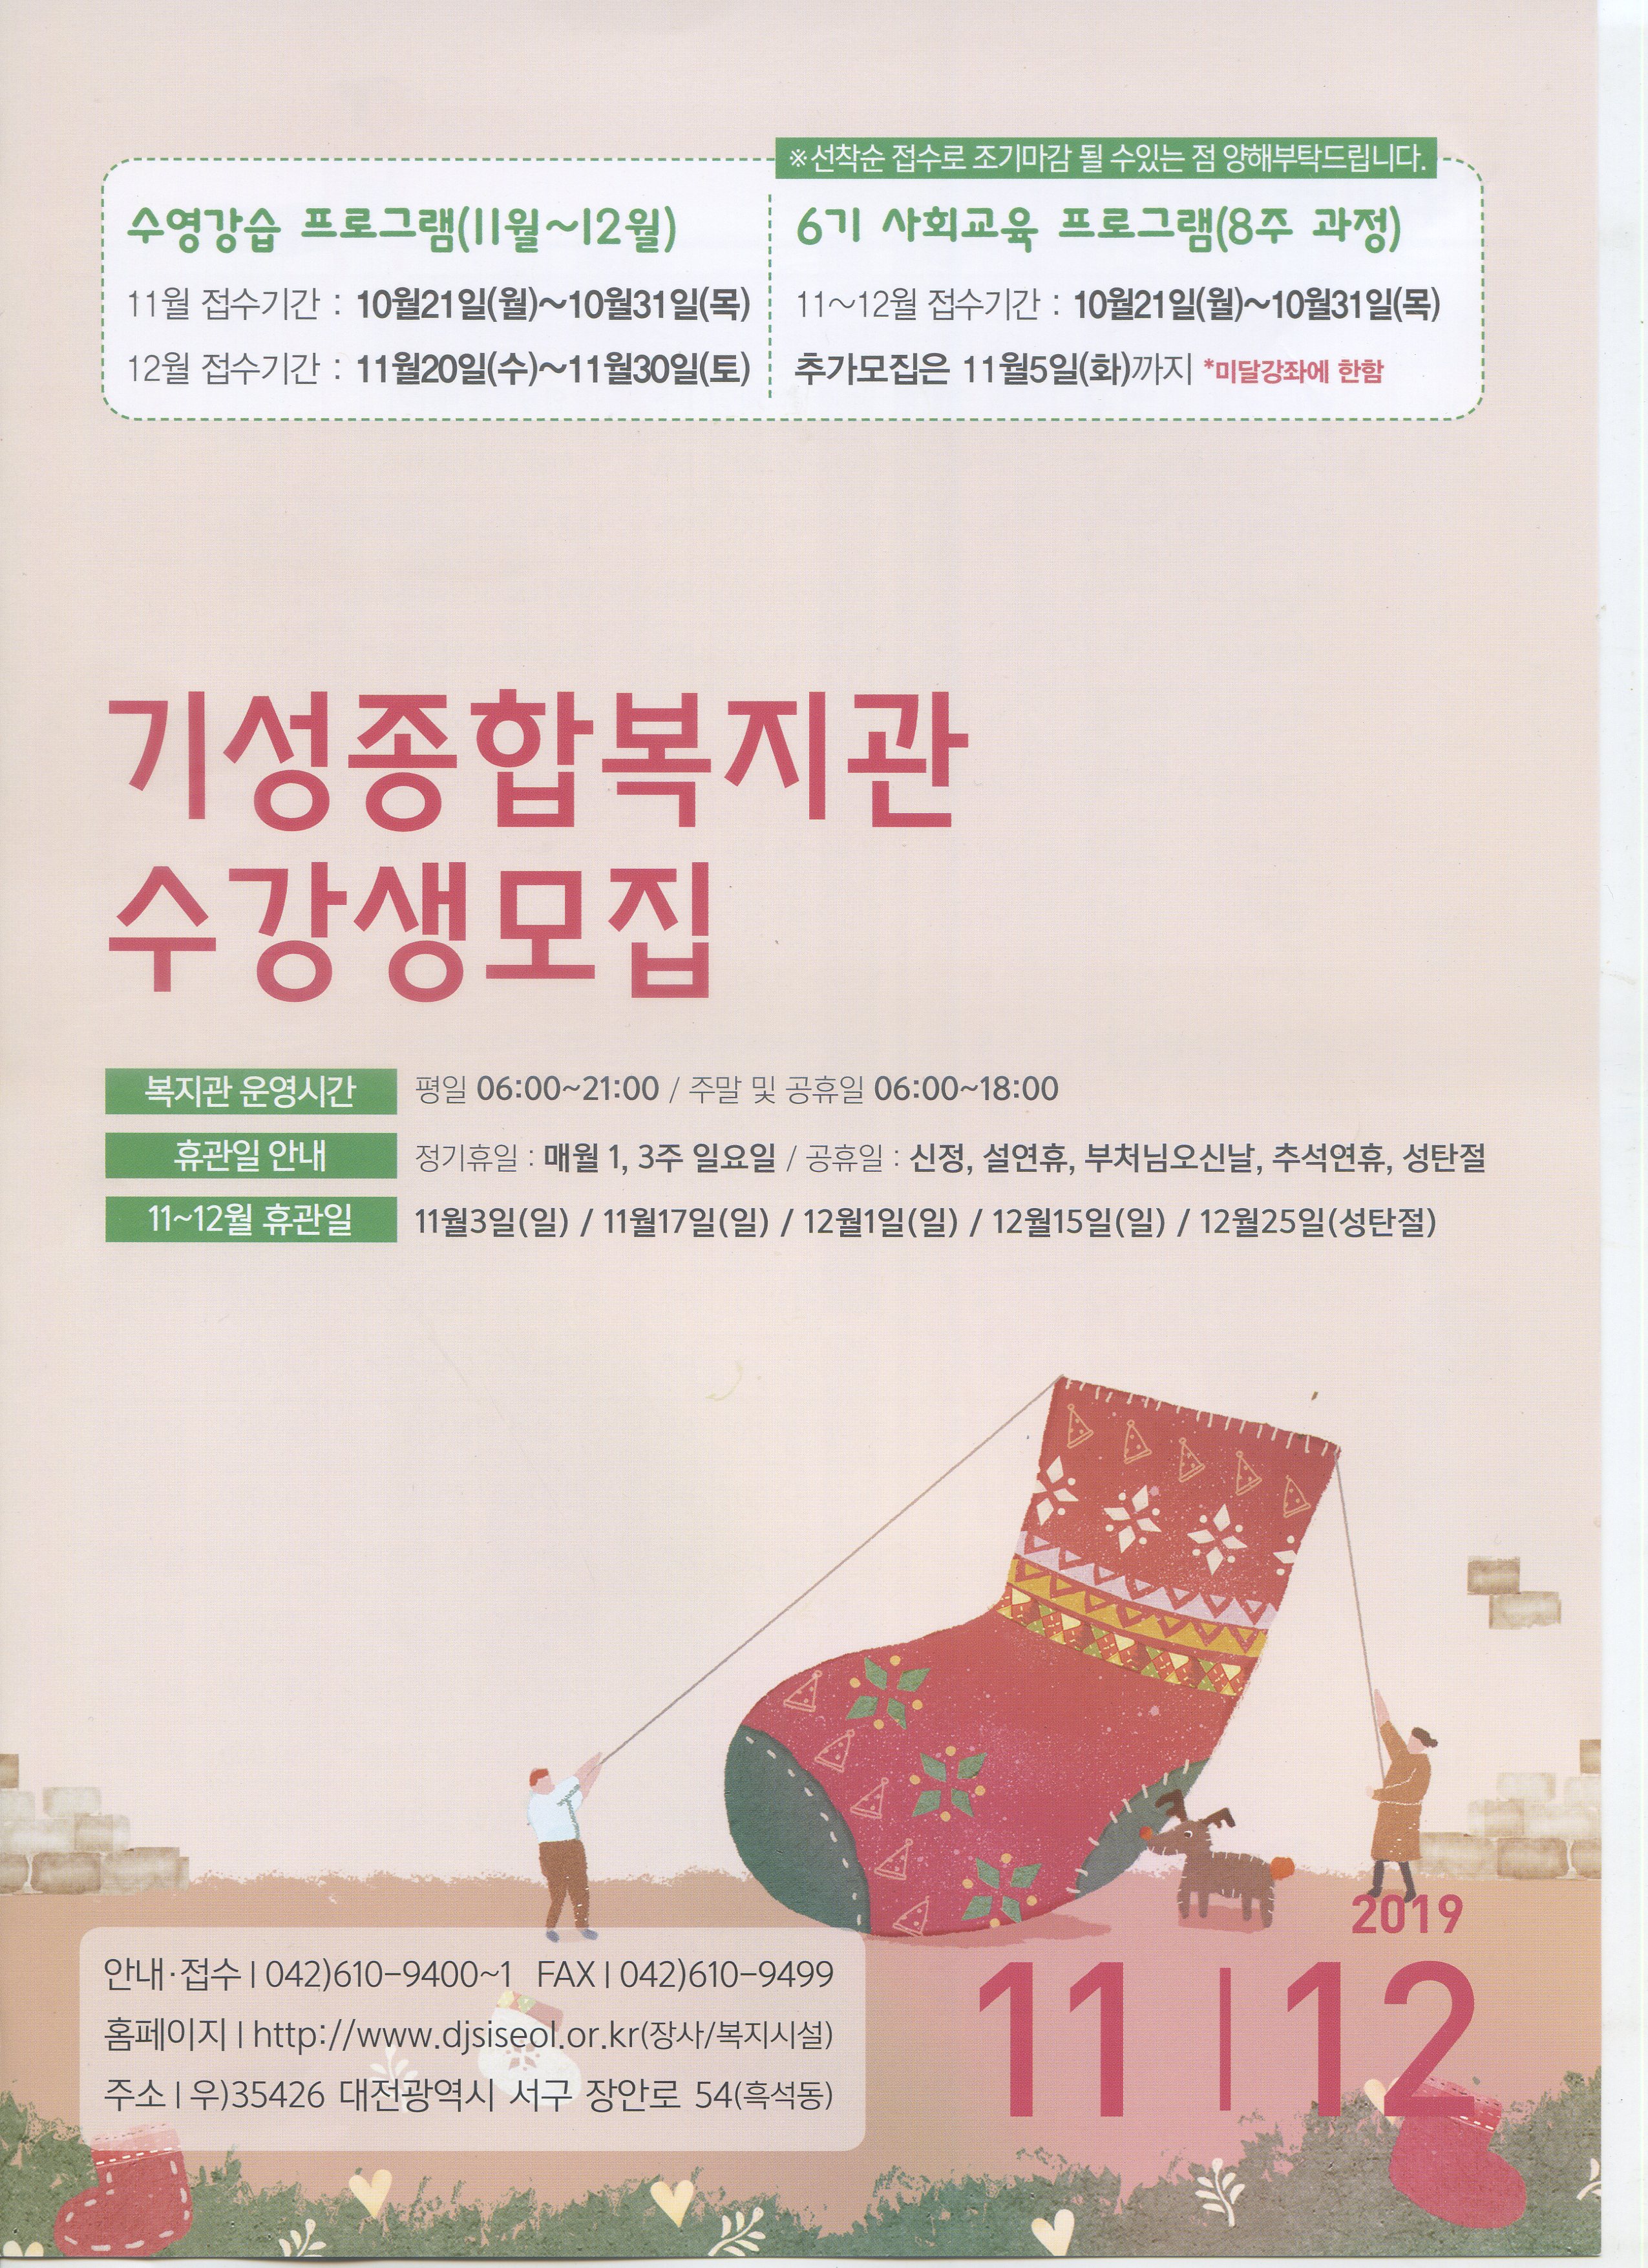 ※선착순 접수로 조기마감 될 수있는 점 양해부탁드립니다.
수영강습 프로그램(11월~12월)
11월 접수기간 : 10월21일(월)~10월31일(목)
12월 접수기간 : 11월20일(수)~11월30일(토)
6기 사회교육 프로그램(8주 과정)
11~12월 접수기간 : 10월21일(월)~10월31일(목)
추가모집은 11월5일(화)까지 *미달강좌에 한함
기성종합복지관
수강생모집
복지관 운영시간 평일 06:00~21:00 / 주말 및 공휴일 06:00~18:00
휴관일 안내 정기휴일 : 매월 1, 3주 일요일 / 공휴일 : 신정, 설연휴, 부처님오신날, 추석연휴, 성탄절
11~12월 휴관일 11월3일(일) / 11월17일(일) / 12월1일(일) / 12월15일(일) / 12월25일(성탄절)
2019
11 | 12
안내·접수 | 042)610-9400~1 FAX | 042)610-9499
홈페이지 | http://www.djsiseol.or.kr(장사/복지시설)
주소 | 우)35426 대전광역시 서구 장안로 54(흑석동)